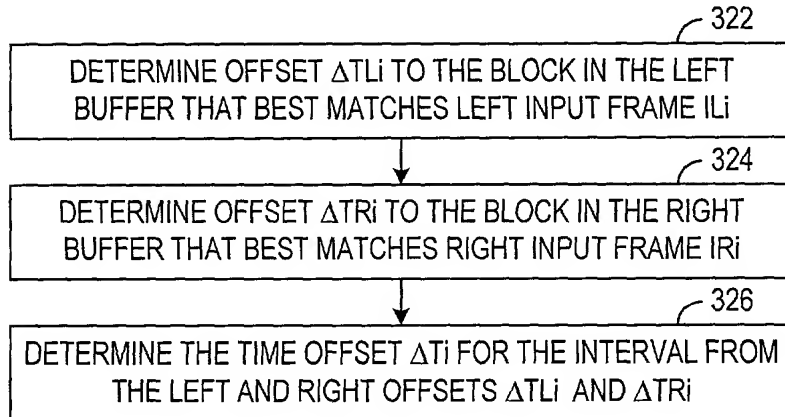 322
DETERMINE OFFSET ΔTLi TO THE BLOCK IN THE LEFT
BUFFER THAT BEST MATCHES LEFT INPUT FRAME ILi
324
DETERMINE OFFSET ΔTRi TO THE BLOCK IN THE RIGHT
BUFFER THAT BEST MATCHES RIGHT INPUT FRAME IRi
326
DETERMINE THE TIME OFFSET ΔTi FOR THE INTERVAL FROM
THE LEFT AND RIGHT OFFSETS ΔTLi AND ΔTRi